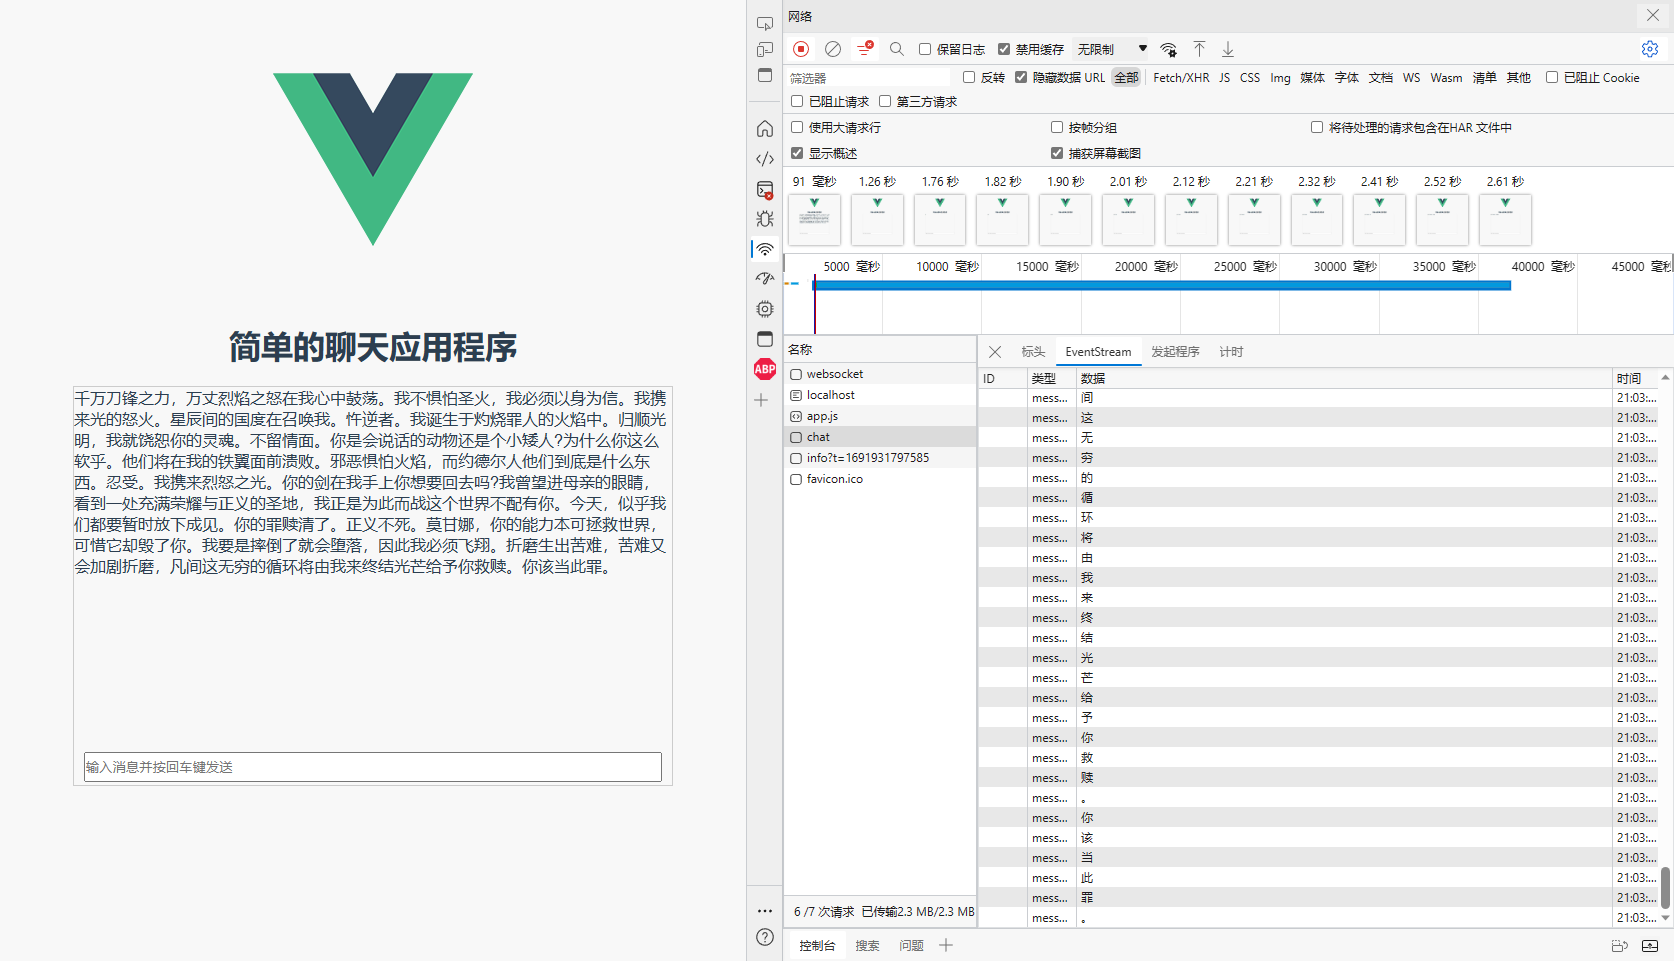 简单的聊天应用程序
千万刀锋之力，万丈烈焰之怒在我心中鼓荡。我不惧怕圣火，我必须以身为信。我携
来光的怒火。星辰间的国度在召唤我。忤逆者。我诞生于灼烧罪人的火焰中。归顺光
明，我就饶恕你的灵魂。不留情面。你是会说话的动物还是个小矮人?为什么你这么
软乎。他们将在我的铁翼面前溃败。邪恶惧怕火焰，而约德尔人他们到底是什么东
西。忍受。我携来烈怒之光。你的剑在我手上你想要回去吗?我曾望进母亲的眼睛，
看到一处充满荣耀与正义的圣地，我正是为此而战这个世界不配有你。今天，似乎我
们都要暂时放下成见。你的罪赎清了。正义不死。莫甘娜，你的能力本可拯救世界，
可惜它却毁了你。我要是摔倒了就会堕落，因此我必须飞翔。折磨生出苦难，苦难又
会加剧折磨，凡间这无穷的循环将由我来终结光芒给予你救赎。你该当此罪。
输入消息并按回车键发送
ABP
网络
保留日志 禁用缓存 无限制
筛选器 反转 隐藏数据 URL 全部 Fetch/XHR JS CSS Img 媒体 字体 文档 WS Wasm 清单 其他 已阻止 Cookie
已阻止请求 第三方请求
使用大请求行 按帧分组 将待处理的请求包含在HAR 文件中
显示概述 捕获屏幕截图
91 毫秒 1.26 秒 1.76 秒 1.82 秒 1.90 秒 2.01 秒 2.12 秒 2.21 秒 2.32 秒 2.41 秒 2.52 秒 2.61 秒
5000 毫秒 10000 毫秒 15000 毫秒 20000 毫秒 25000 毫秒 30000 毫秒 35000 毫秒 40000 毫秒 45000 毫秒
名称
websocket
localhost
app.js
chat
info?t=1691931797585
favicon.ico
6 /7 次请求 已传输2.3 MB/2.3 MB
标头 EventStream 发起程序 计时
ID 类型 数据 时间
mess... 间 21:03:...
mess... 这 21:03:...
mess... 无 21:03:...
mess... 穷 21:03:...
mess... 的 21:03:...
mess... 循 21:03:...
mess... 环 21:03:...
mess... 将 21:03:...
mess... 由 21:03:...
mess... 我 21:03:...
mess... 来 21:03:...
mess... 终 21:03:...
mess... 结 21:03:...
mess... 光 21:03:...
mess... 芒 21:03:...
mess... 给 21:03:...
mess... 予 21:03:...
mess... 你 21:03:...
mess... 救 21:03:...
mess... 赎 21:03:...
mess... 。 21:03:...
mess... 你 21:03:...
mess... 该 21:03:...
mess... 当 21:03:...
mess... 此 21:03:...
mess... 罪 21:03:...
mess... 。 21:03:...
控制台 搜索 问题